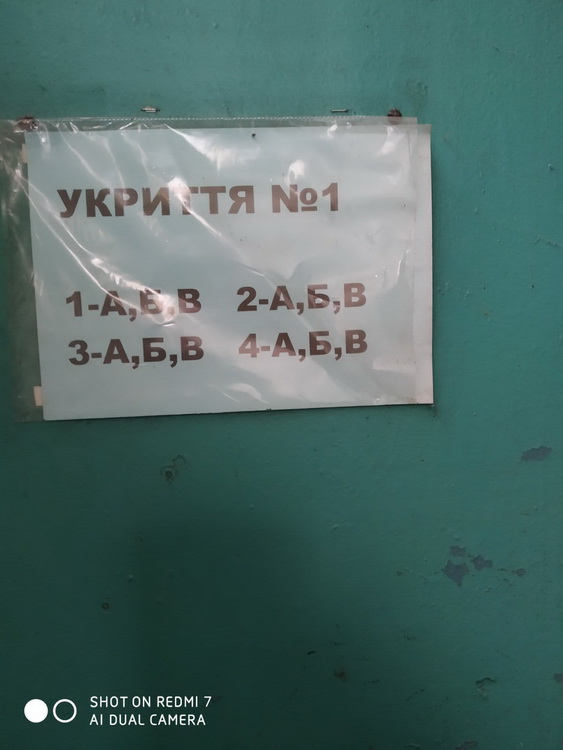 УКРИТТЯ №1
1-А,Б,В 2-А,Б,В
3-А,Б,В 4-А,Б,В
SHOT ON REDMI 7
AI DUAL CAMERA